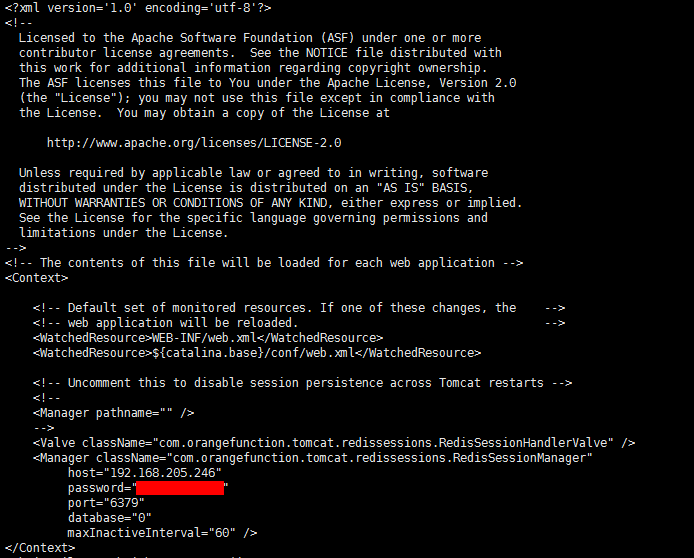 <?xml version='1.0' encoding='utf-8'?>
<!--
  Licensed to the Apache Software Foundation (ASF) under one or more
  contributor license agreements.  See the NOTICE file distributed with
  this work for additional information regarding copyright ownership.
  The ASF licenses this file to You under the Apache License, Version 2.0
  (the "License"); you may not use this file except in compliance with
  the License.  You may obtain a copy of the License at

      http://www.apache.org/licenses/LICENSE-2.0

  Unless required by applicable law or agreed to in writing, software
  distributed under the License is distributed on an "AS IS" BASIS,
  WITHOUT WARRANTIES OR CONDITIONS OF ANY KIND, either express or implied.
  See the License for the specific language governing permissions and
  limitations under the License.
-->
<!-- The contents of this file will be loaded for each web application -->
<Context>

    <!-- Default set of monitored resources. If one of these changes, the    -->
    <!-- web application will be reloaded.                                   -->
    <WatchedResource>WEB-INF/web.xml</WatchedResource>
    <WatchedResource>${catalina.base}/conf/web.xml</WatchedResource>

    <!-- Uncomment this to disable session persistence across Tomcat restarts -->
    <!--
    <Manager pathname="" />
    -->
    <Valve className="com.orangefunction.tomcat.redissessions.RedisSessionHandlerValve" />
    <Manager className="com.orangefunction.tomcat.redissessions.RedisSessionManager"
         host="192.168.205.246"
         password=" "
         port="6379"
         database="0"
         maxInactiveInterval="60" />
</Context>